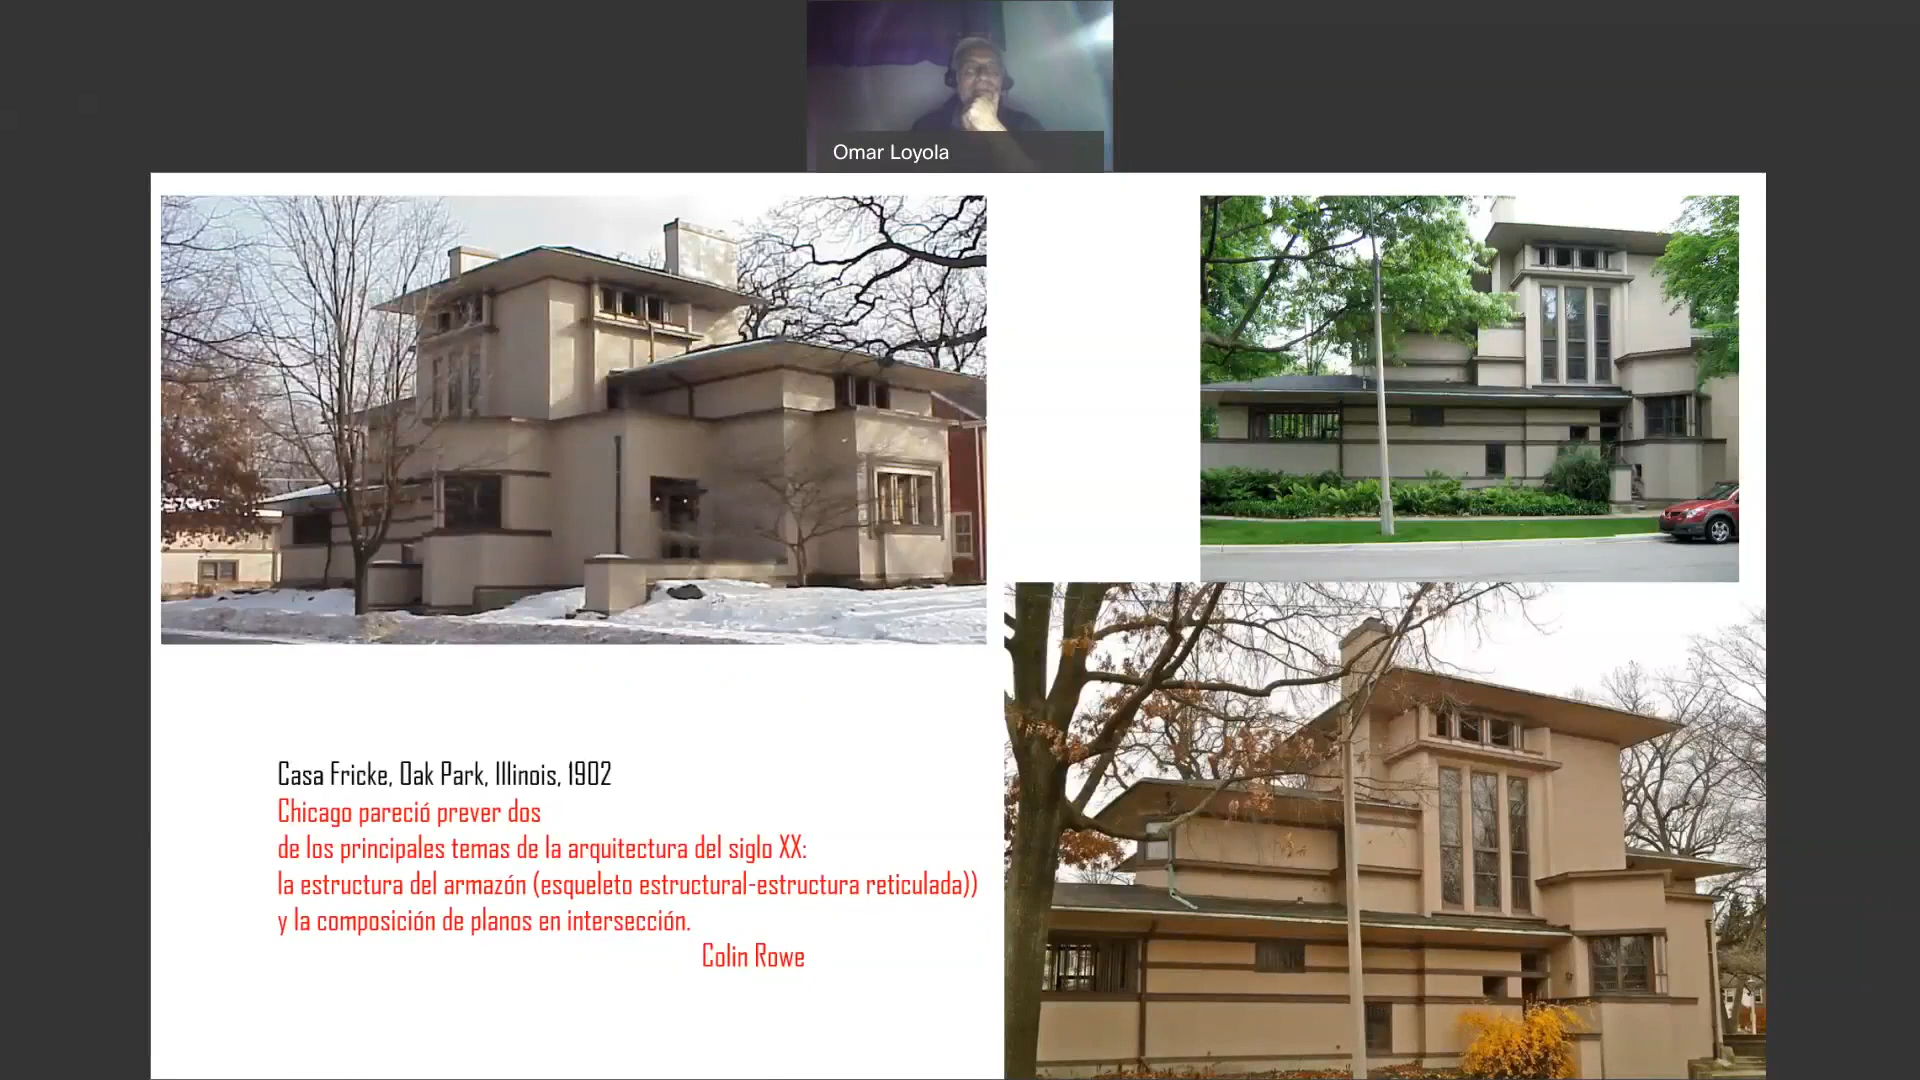 Omar Loyola
Casa Fricke, Oak Park, Illinois, 1902
Chicago pareció prever dos
de los principales temas de la arquitectura del siglo XX:
la estructura del armazón (esqueleto estructural-estructura reticulada))
y la composición de planos en intersección.
Colin Rowe